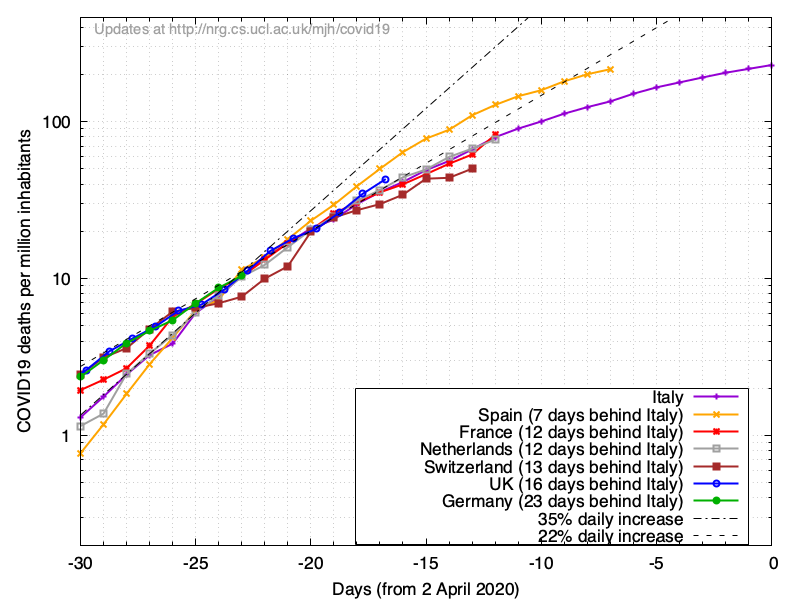 Updates at http://nrg.cs.ucl.ac.uk/mjh/covid19
COVID19 deaths per million inhabitants
100
10
1
Italy
Spain (7 days behind Italy)
France (12 days behind Italy)
Netherlands (12 days behind Italy)
Switzerland (13 days behind Italy)
UK (16 days behind Italy)
Germany (23 days behind Italy)
35% daily increase
22% daily increase
-30 -25 -20 -15 -10 -5 0
Days (from 2 April 2020)